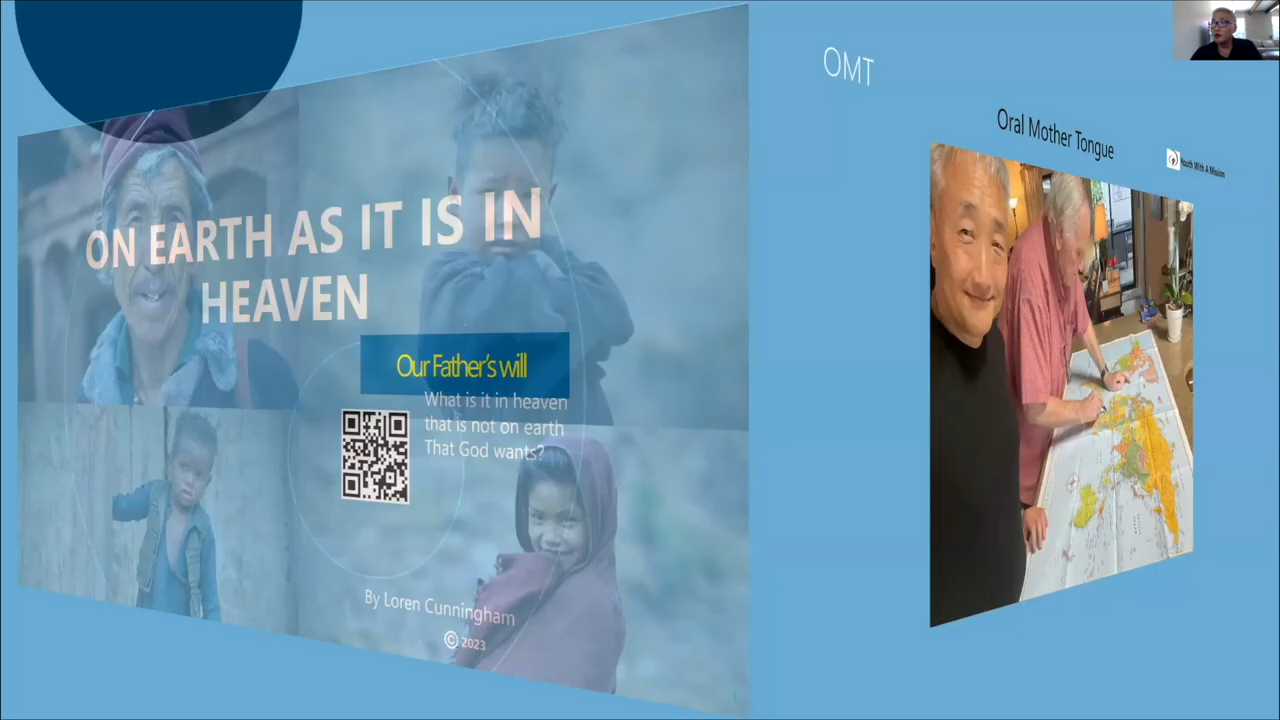 ON EARTH AS IT IS IN
HEAVEN
Our Father's will
What is it in heaven
that is not on earth
That God wants?
By Loren Cunningham
© 2023
OMT
Oral Mother Tongue
Youth With A Mission